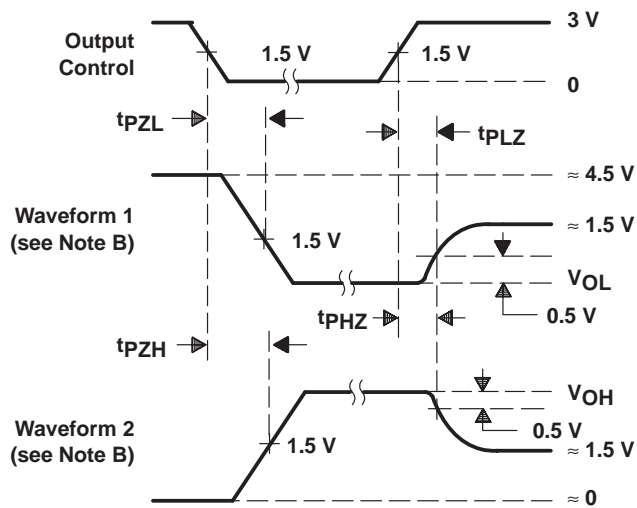 Output
Control
1.5 V
1.5 V
3 V
0
tPZL
tPLZ
≈ 4.5 V
Waveform 1
(see Note B)
1.5 V
≈ 1.5 V
VOL
0.5 V
tPHZ
tPZH
VOH
Waveform 2
(see Note B)
1.5 V
0.5 V
≈ 1.5 V
≈ 0